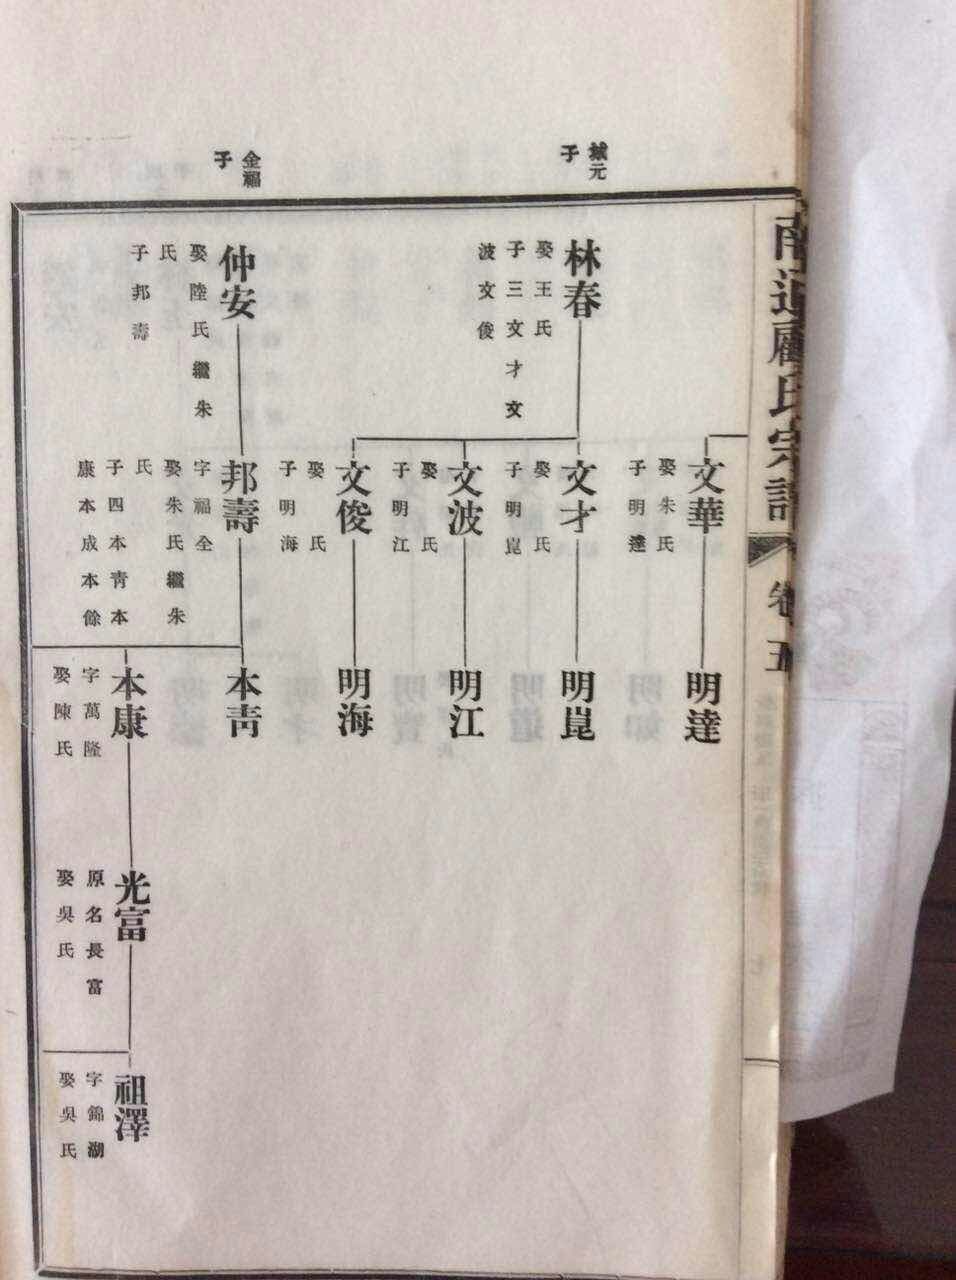 南通顧氏宗譜
卷五
城元
子
金福
子
林春
娶王氏
子三文才文
波文俊
仲安
娶陸氏繼朱
氏
子邦壽
文華
娶朱氏
子明達
文才
娶 氏
子明崑
文波
娶 氏
子明江
文俊
娶 氏
子明海
邦壽
字福全
娶朱氏繼朱
氏
子四本青本
康本成本餘
明達
明崑
明江
明海
本青
本康
字萬隆
娶陳氏
光富
原名長富
娶吳氏
祖澤
字錦湖
娶吳氏